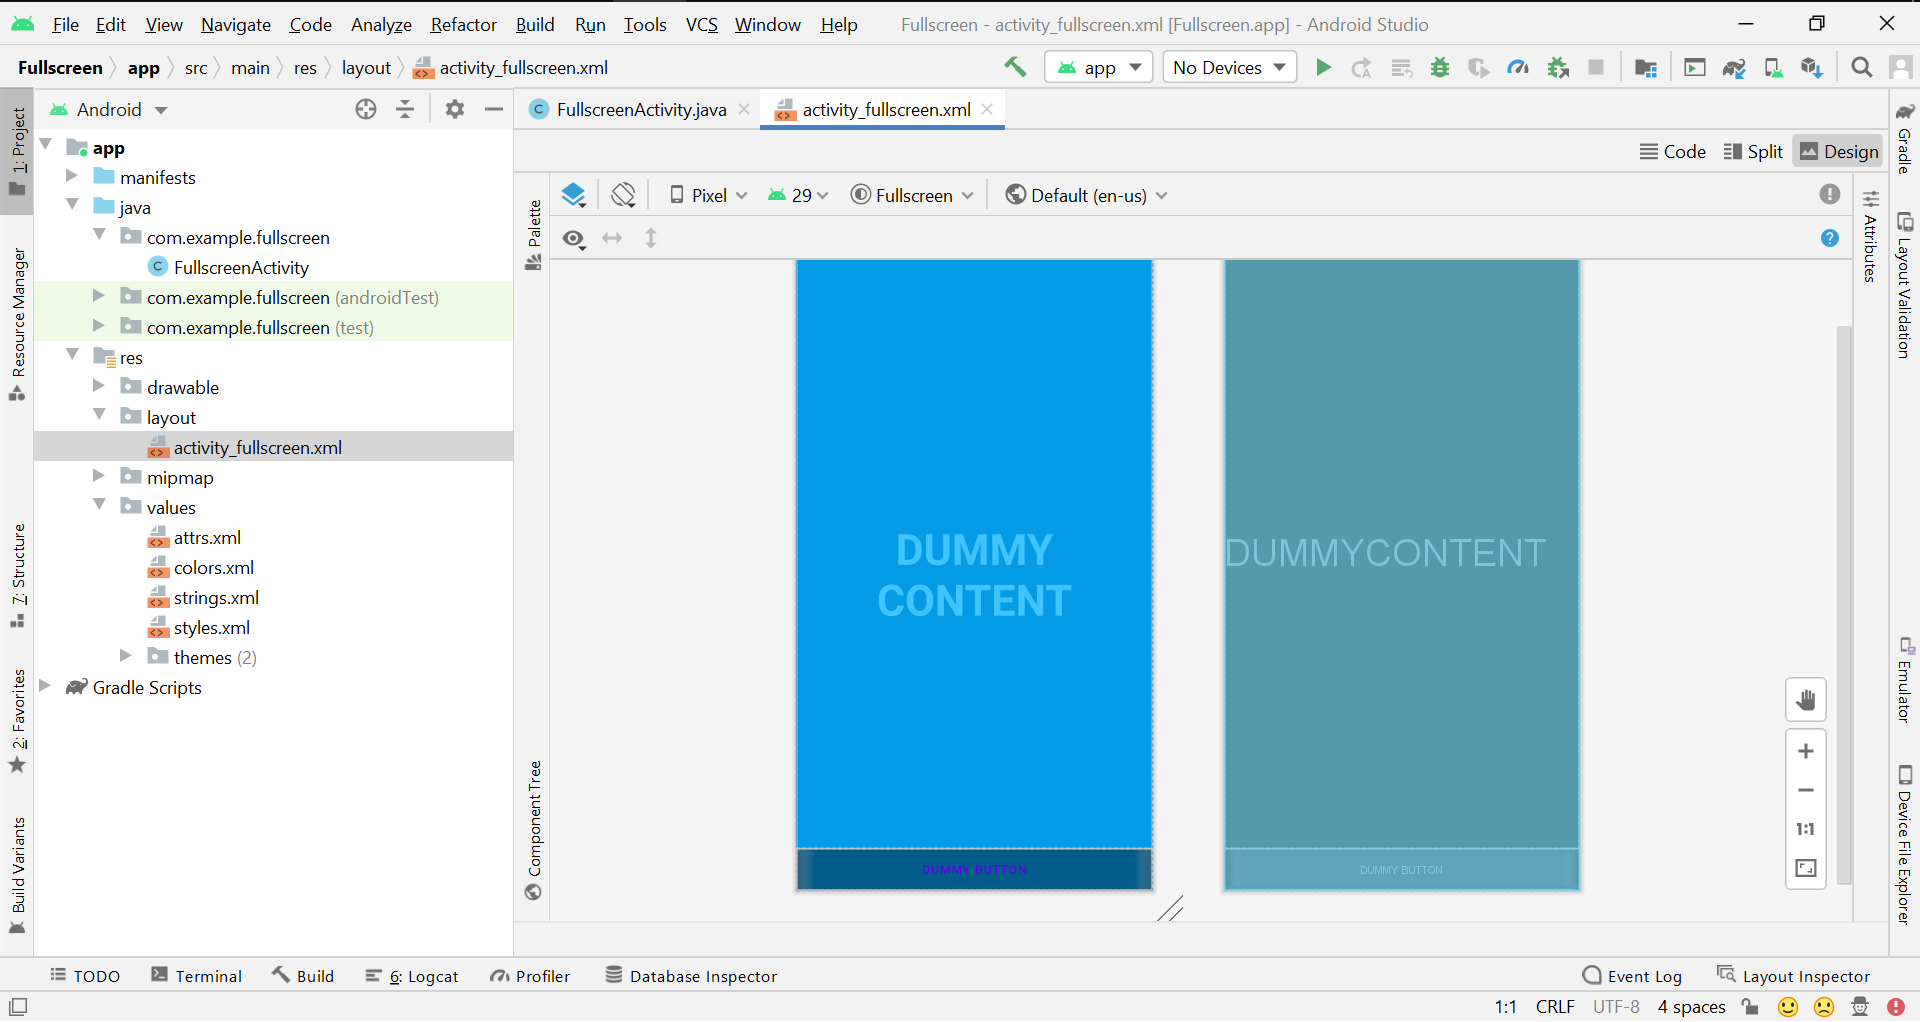 File Edit View Navigate Code Analyze Refactor Build Run Tools VCS Window Help Fullscreen - activity_fullscreen.xml [Fullscreen.app] - Android Studio
Fullscreen app src main res layout activity_fullscreen.xml app No Devices
Android
FullscreenActivity.java activity_fullscreen.xml
Code Split Design
Pixel 29 Fullscreen Default (en-us)
1: Project
Resource Manager
7: Structure
2: Favorites
Build Variants
app
manifests
java
com.example.fullscreen
FullscreenActivity
com.example.fullscreen (androidTest)
com.example.fullscreen (test)
res
drawable
layout
activity_fullscreen.xml
mipmap
values
attrs.xml
colors.xml
strings.xml
styles.xml
themes (2)
Gradle Scripts
Palette
Component Tree
DUMMY
CONTENT
DUMMY BUTTON
DUMMYCONTENT
DUMMY BUTTON
1:1
Attributes
Gradle
Layout Validation
Emulator
Device File Explorer
TODO Terminal Build 6: Logcat Profiler Database Inspector Event Log Layout Inspector
1:1 CRLF UTF-8 4 spaces